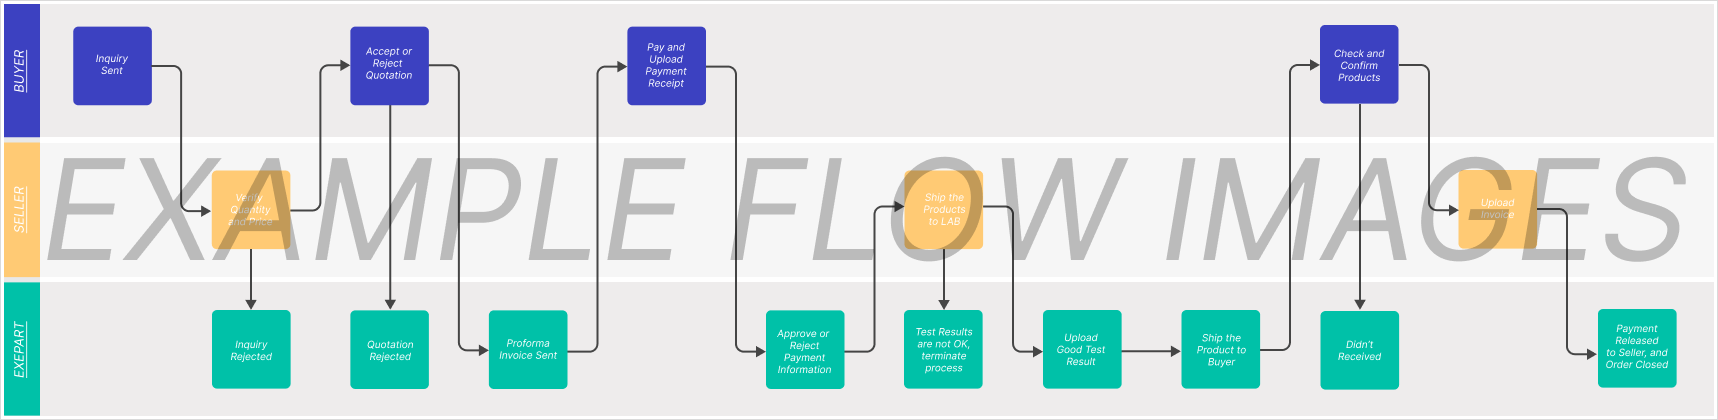 BUYER
Inquiry
Sent
Accept or
Reject
Quotation
Pay and
Upload
Payment
Receipt
Check and
Confirm
Products
SELLER
EXAMPLE FLOW IMAGES
Verify
Quantity
and Price
Ship the
Products
to LAB
Upload
Invoice
EXEPART
Inquiry
Rejected
Quotation
Rejected
Proforma
Invoice Sent
Approve or
Reject
Payment
Information
Test Results
are not OK,
terminate
process
Upload
Good Test
Result
Ship the
Product to
Buyer
Didn't
Received
Payment
Released
to Seller, and
Order Closed